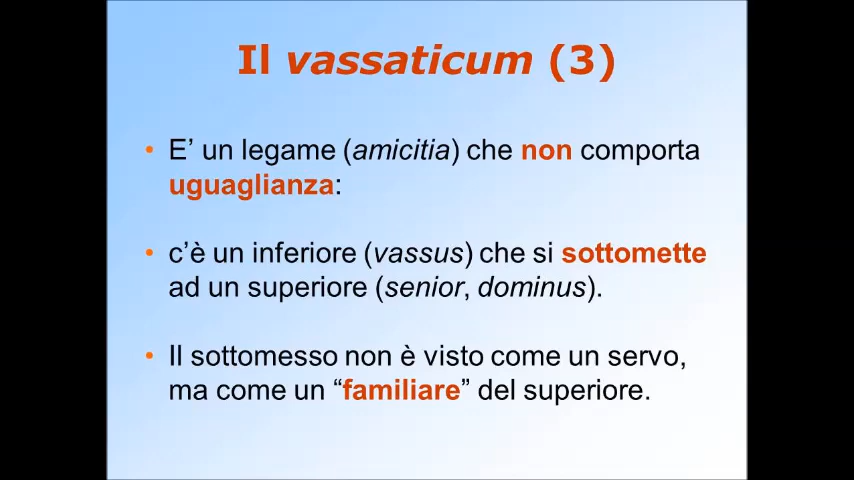 Il vassaticum (3)
• E’ un legame (amicitia) che non comporta
uguaglianza:
• c’è un inferiore (vassus) che si sottomette
ad un superiore (senior, dominus).
• Il sottomesso non è visto come un servo,
ma come un “familiare” del superiore.